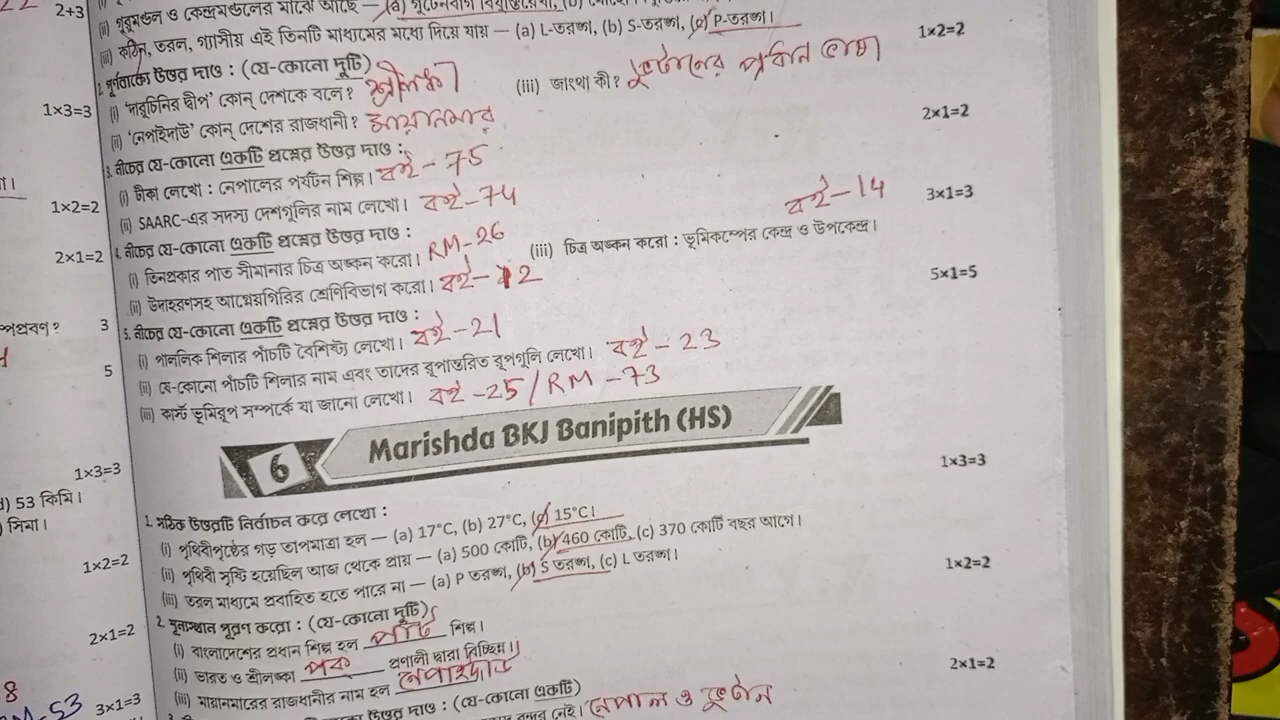 (ii) গুরুমণ্ডল ও কেন্দ্রমণ্ডলের মাঝে আছে — (a) গুটেনবার্গ বিযুক্তিরেখা, (b)
(iii) কঠিন, তরল, গ্যাসীয় এই তিনটি মাধ্যমের মধ্যে দিয়ে যায় — (a) L-তরঙ্গ, (b) S-তরঙ্গ, (c) P-তরঙ্গ।
2+3
2. পূর্ণবাক্যে উত্তর দাও : (যে-কোনো দুটি) 1×2=2
1×3=3
(i) 'দারুচিনির দ্বীপ' কোন্ দেশকে বলে? শ্রীলঙ্কা (iii) জাংখা কী? ভুটানের প্রধান ভাষা
(ii) 'নেপাইদাউ' কোন্ দেশের রাজধানী? মায়ানমার
3. নীচের যে-কোনো একটি প্রশ্নের উত্তর দাও : 2×1=2
(i) টীকা লেখো : নেপালের পর্যটন শিল্প। বই - 75
1×2=2
(ii) SAARC-এর সদস্য দেশগুলির নাম লেখো। বই - 74
4. নীচের যে-কোনো একটি প্রশ্নের উত্তর দাও : 3×1=3
2×1=2
(i) তিনপ্রকার পাত সীমানার চিত্র অঙ্কন করো। RM-26 (iii) চিত্র অঙ্কন করো : ভূমিকম্পের কেন্দ্র ও উপকেন্দ্র। বই-14
(ii) উদাহরণসহ আগ্নেয়গিরির শ্রেণিবিভাগ করো। বই-12
5. নীচের যে-কোনো একটি প্রশ্নের উত্তর দাও : 5×1=5
3
(i) পাললিক শিলার পাঁচটি বৈশিষ্ট্য লেখো। বই -21
5
(ii) যে-কোনো পাঁচটি শিলার নাম এবং তাদের রূপান্তরিত রূপগুলি লেখো। বই - 23
(iii) কার্স্ট ভূমিরূপ সম্পর্কে যা জানো লেখো। বই -25/RM -73
6 Marishda BKJ Banipith (HS)
1×3=3
1. সঠিক উত্তরটি নির্বাচন করে লেখো : 1×3=3
d) 53 কিমি।
(i) পৃথিবীপৃষ্ঠের গড় তাপমাত্রা হল — (a) 17°C, (b) 27°C, (c) 15°C।
(ii) পৃথিবী সৃষ্টি হয়েছিল আজ থেকে প্রায় — (a) 500 কোটি, (b) 460 কোটি, (c) 370 কোটি বছর আগে।
1×2=2
(iii) তরল মাধ্যমে প্রবাহিত হতে পারে না — (a) P তরঙ্গ, (b) S তরঙ্গ, (c) L তরঙ্গ।
2. শূন্যস্থান পূরণ করো : (যে-কোনো দুটি) 1×2=2
2×1=2
(i) বাংলাদেশের প্রধান শিল্প হল পাট শিল্প।
(ii) ভারত ও শ্রীলঙ্কা পক প্রণালী দ্বারা বিচ্ছিন্ন।
(iii) মায়ানমারের রাজধানীর নাম হল নেপাইদাউ।
3×1=3
উত্তর দাও : (যে-কোনো একটি) 2×1=2
বন্দর নেই। নেপাল ও ভুটান